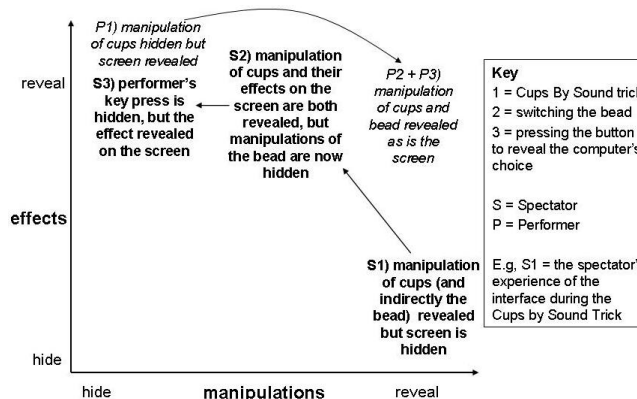 P1) manipulation
of cups hidden but
screen revealed
S3) performer's
key press is
hidden, but the
effect revealed
on the screen
S2) manipulation
of cups and their
effects on the
screen are both
revealed, but
manipulations of
the bead are now
hidden
P2 + P3)
manipulation
of cups and
bead revealed
as is the
screen
S1) manipulation
of cups (and
indirectly the
bead) revealed
but screen is
hidden
reveal
effects
hide
hide
manipulations
reveal
Key
1 = Cups By Sound trick
2 = switching the bead
3 = pressing the button
to reveal the computer's
choice
S = Spectator
P = Performer
E.g, S1 = the spectator'
experience of the
interface during the
Cups by Sound Trick